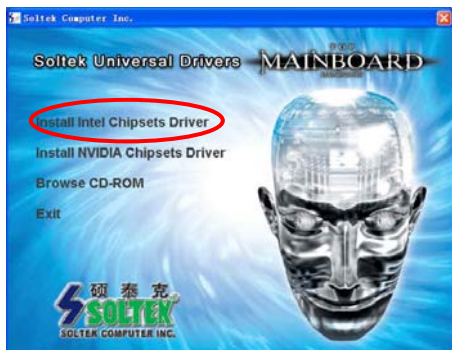 Soltek Computer Inc.
Soltek Universal Drivers
FOR
MAINBOARD
Install Intel Chipsets Driver
Install NVIDIA Chipsets Driver
Browse CD-ROM
Exit
硕泰克
SOLTEK
SOLTEK COMPUTER INC.